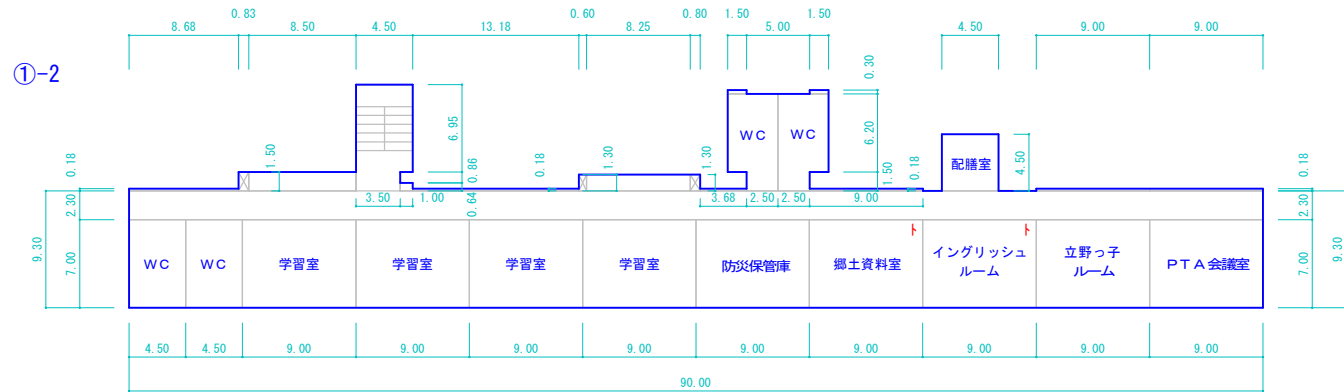 0.83 0.60 0.80 1.50 1.50
8.68 8.50 4.50 13.18 8.25 5.00 4.50 9.00 9.00
①-2
0.30
6.95
WC WC
6.20
1.50 0.86 0.18 1.30 1.30 1.50 0.18 配膳室 4.50
0.18 0.18
3.50 1.00 0.64 3.68 2.50 2.50 9.00
2.30 2.30
9.30 7.00 7.00 9.30
ト ト
WC WC 学習室 学習室 学習室 学習室 防災保管庫 郷土資料室 イングリッシュ
ルーム 立野っ子
ルーム PTA会議室
4.50 4.50 9.00 9.00 9.00 9.00 9.00 9.00 9.00 9.00 9.00
90.00